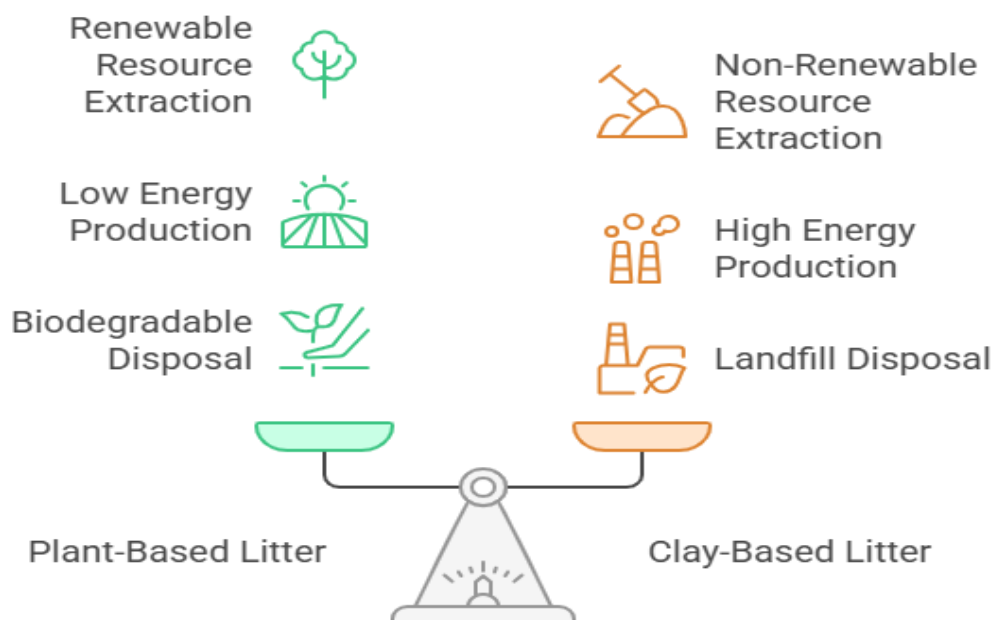 Renewable
Resource
Extraction
Low Energy
Production
Biodegradable
Disposal
Non-Renewable
Resource
Extraction
High Energy
Production
Landfill Disposal
Plant-Based Litter
Clay-Based Litter